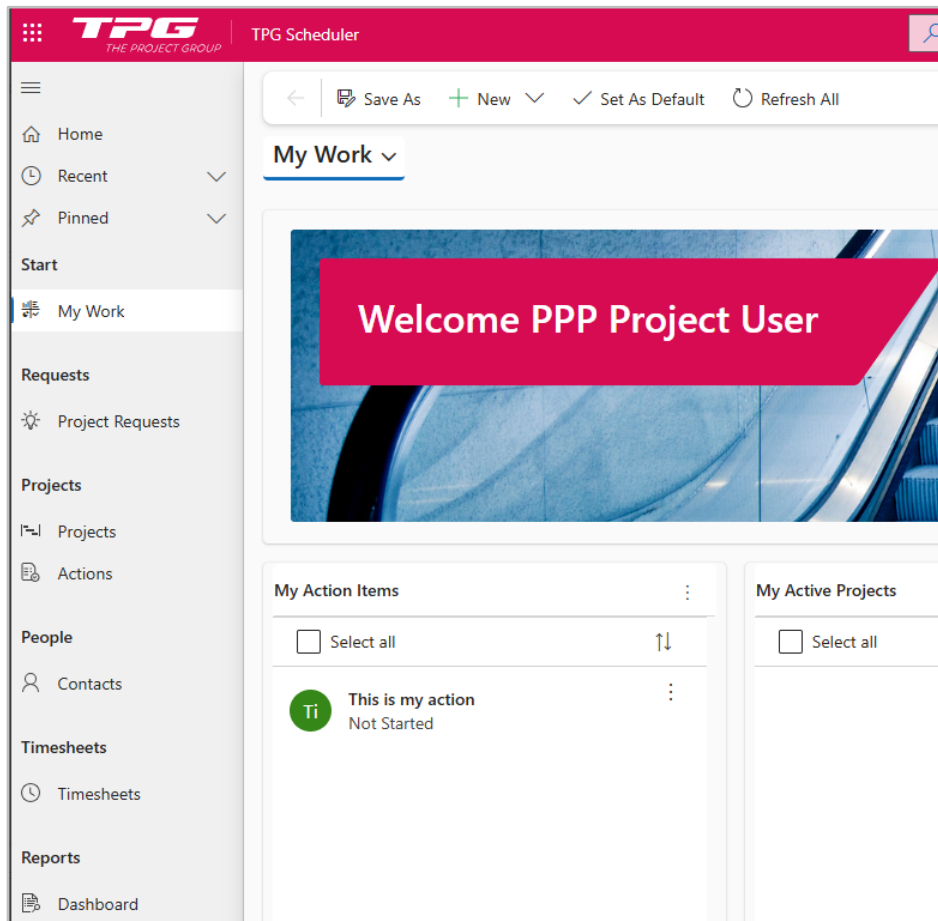 TPG
THE PROJECT GROUP
TPG Scheduler
Home
Recent
Pinned
Start
My Work
Requests
Project Requests
Projects
Projects
Actions
People
Contacts
Timesheets
Timesheets
Reports
Dashboard
Save As
New
Set As Default
Refresh All
My Work
Welcome PPP Project User
My Action Items
Select all
Ti
This is my action
Not Started
My Active Projects
Select all